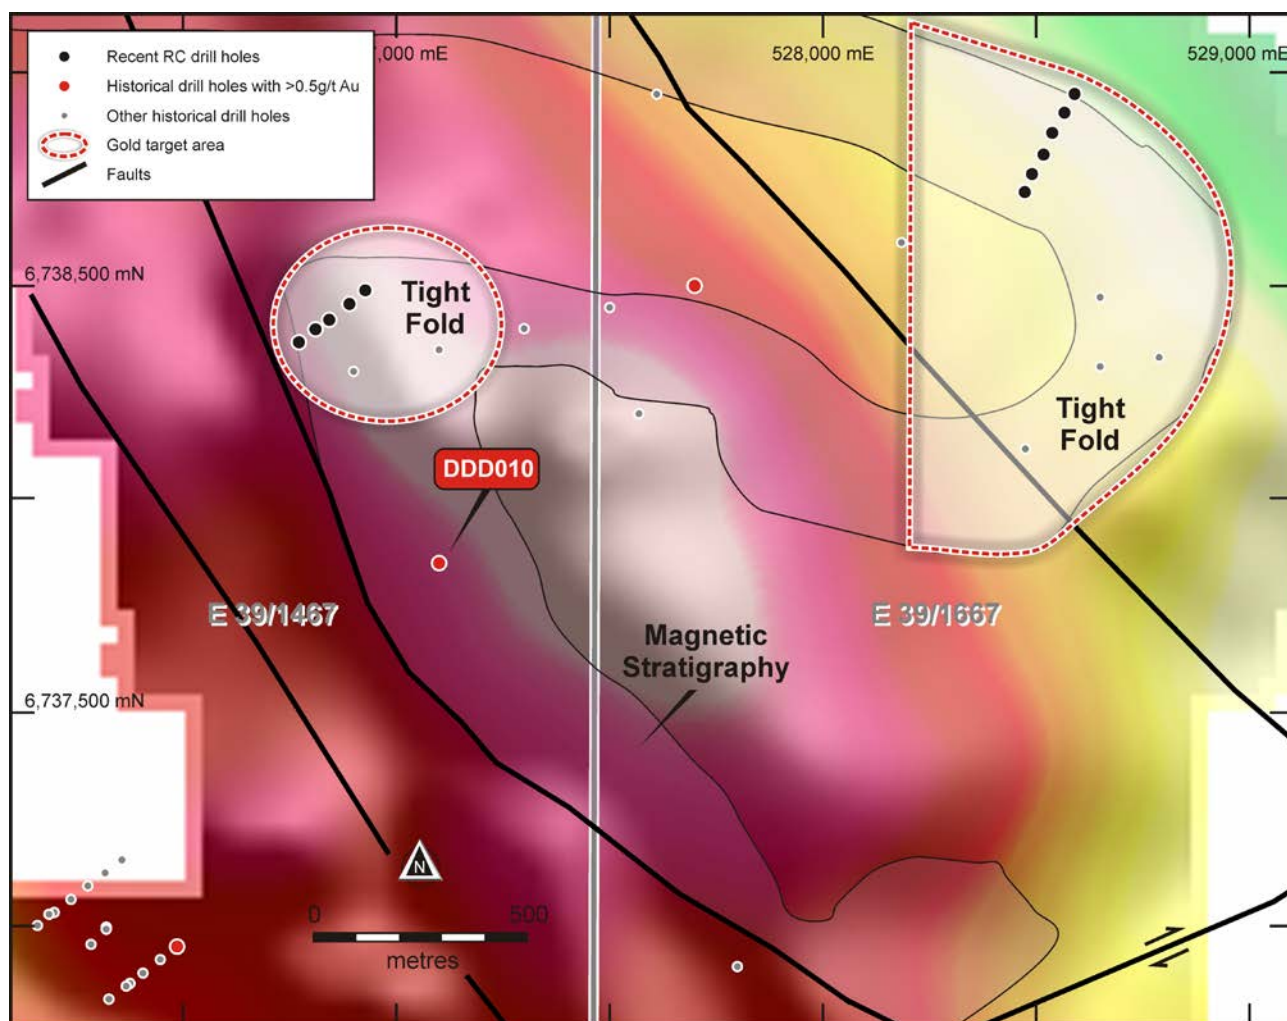 Recent RC drill holes
Historical drill holes with >0.5g/t Au
Other historical drill holes
Gold target area
Faults
,000 mE
528,000 mE
529,000 mE
6,738,500 mN
Tight
Fold
Tight
Fold
DDD010
E 39/1467
E 39/1667
Magnetic
Stratigraphy
6,737,500 mN
N
0
500
metres